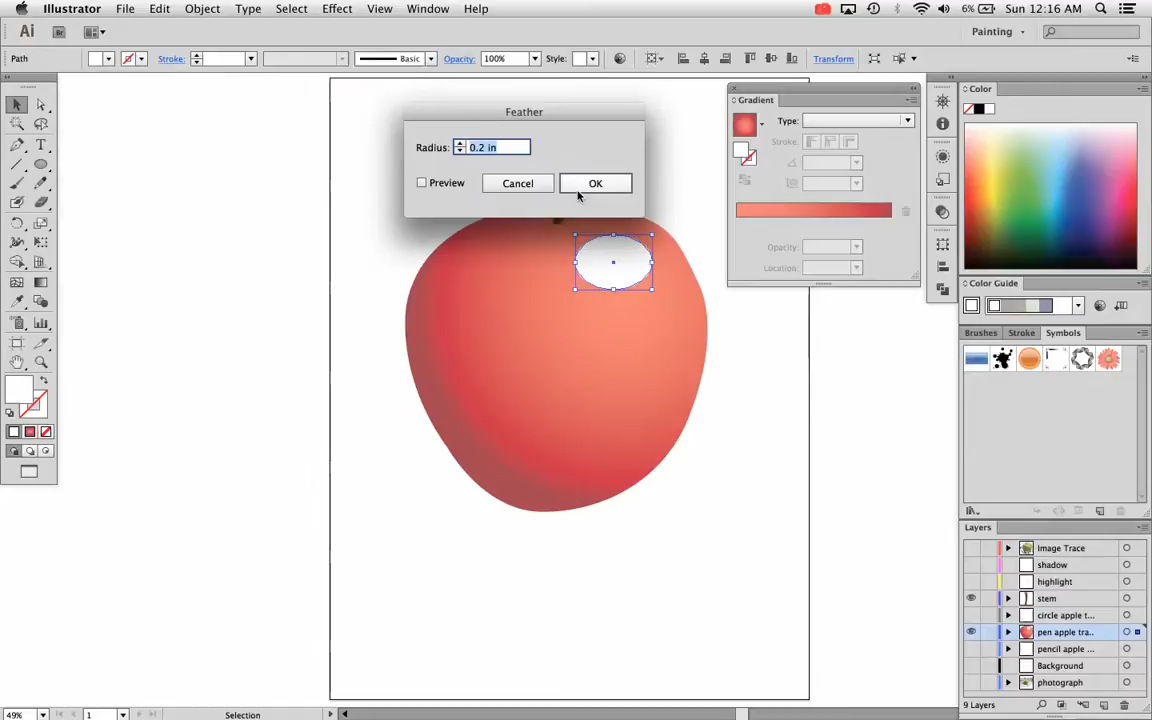 Illustrator File Edit Object Type Select Effect View Window Help 6% Sun 12:16 AM
Ai Br Painting
Path Stroke: Basic Opacity: 100% Style: Transform
Feather
Radius: 0.2 in
Preview Cancel OK
Gradient
Type:
Stroke:
Opacity:
Location:
Color
Color Guide
Brushes Stroke Symbols
Layers
Image Trace
shadow
highlight
stem
circle apple t...
pen apple tra..
pencil apple ...
Background
photograph
9 Layers
49% 1 Selection